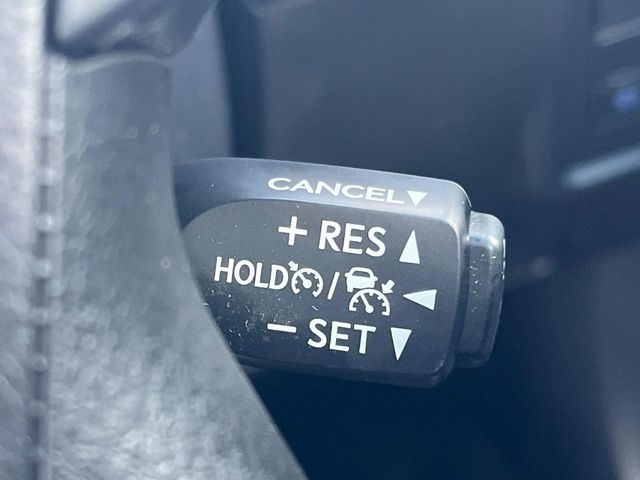 CANCEL▼
+ RES ▲
HOLD / ◀
− SET ▼